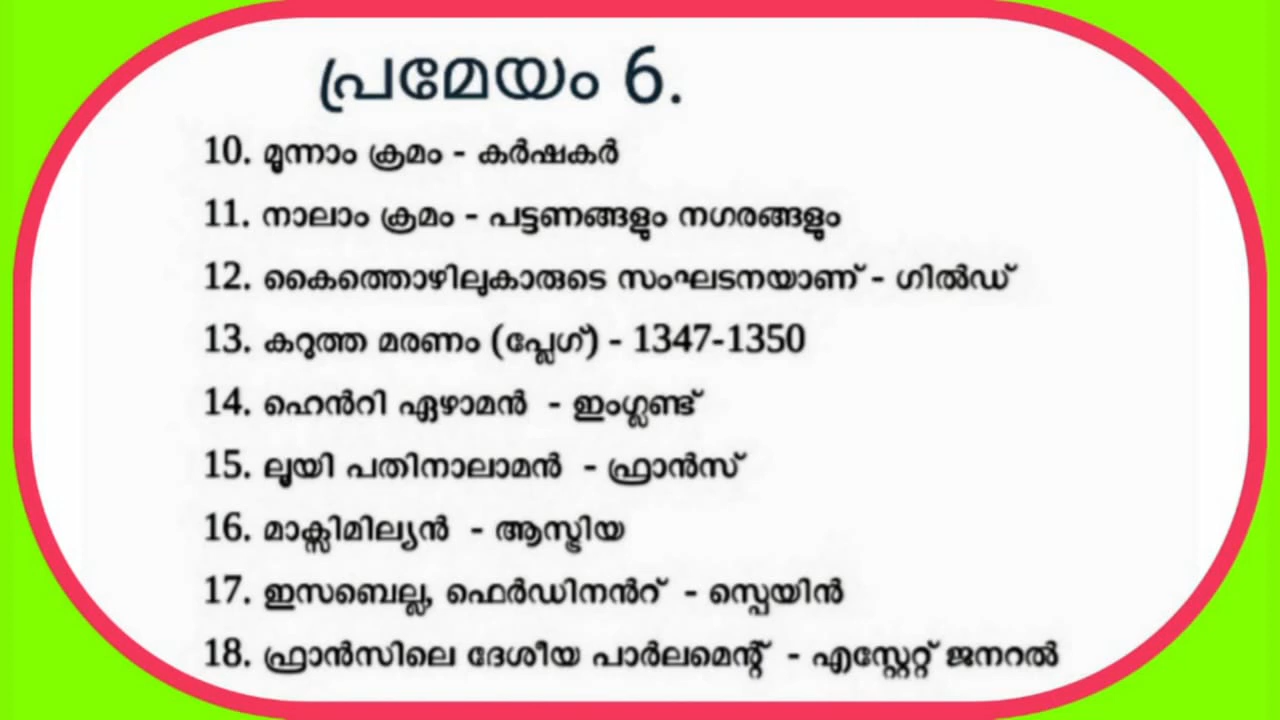 പ്രമേയം 6.
10. മൂന്നാം ക്രമം - കർഷകർ
11. നാലാം ക്രമം - പട്ടണങ്ങളും നഗരങ്ങളും
12. കൈത്തൊഴിലുകാരുടെ സംഘടനയാണ് - ഗിൽഡ്
13. കറുത്ത മരണം (പ്ലേഗ്) - 1347-1350
14. ഹെൻറി ഏഴാമൻ - ഇംഗ്ലണ്ട്
15. ലൂയി പതിനാലാമൻ - ഫ്രാൻസ്
16. മാക്സിമില്യൻ - ആസ്ട്രിയ
17. ഇസബെല്ല, ഫെർഡിനൻറ് - സ്പെയിൻ
18. ഫ്രാൻസിലെ ദേശീയ പാർലമെന്റ് - എസ്റ്റേറ്റ് ജനറൽ